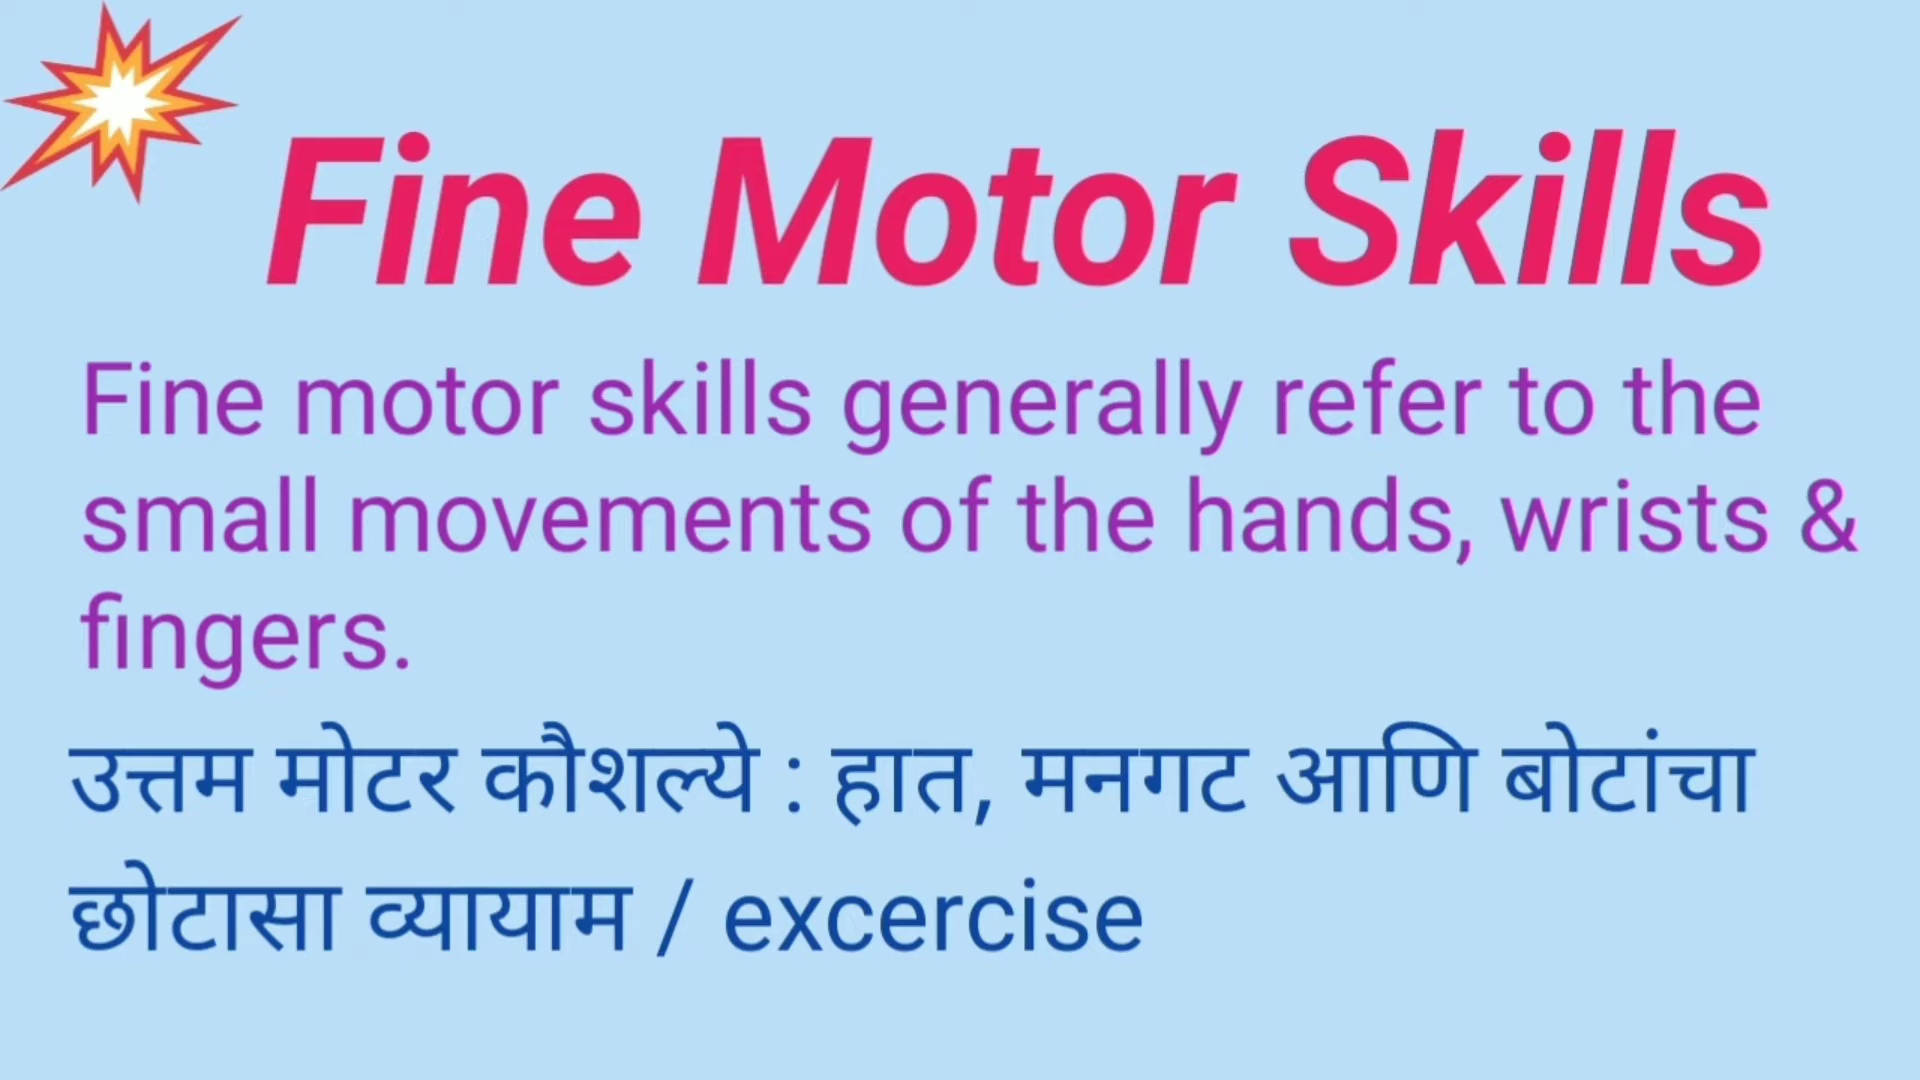 Fine Motor Skills
Fine motor skills generally refer to the
small movements of the hands, wrists &
fingers.
उत्तम मोटर कौशल्ये : हात, मनगट आणि बोटांचा
छोटासा व्यायाम / excercise